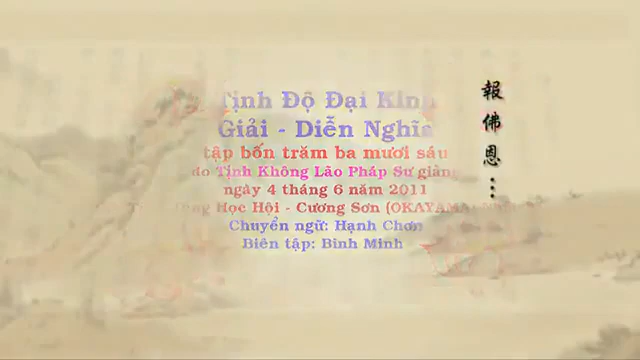 Tịnh Độ Đại Kinh
Giải - Diễn Nghĩa
tập bốn trăm ba mươi sáu
do Tịnh Không Lão Pháp Sư giảng
ngày 4 tháng 6 năm 2011
Học Hội - Cương Sơn (OKAYAMA
Chuyển ngữ: Hạnh Chơn
Biên tập: Bình Minh
報佛恩…